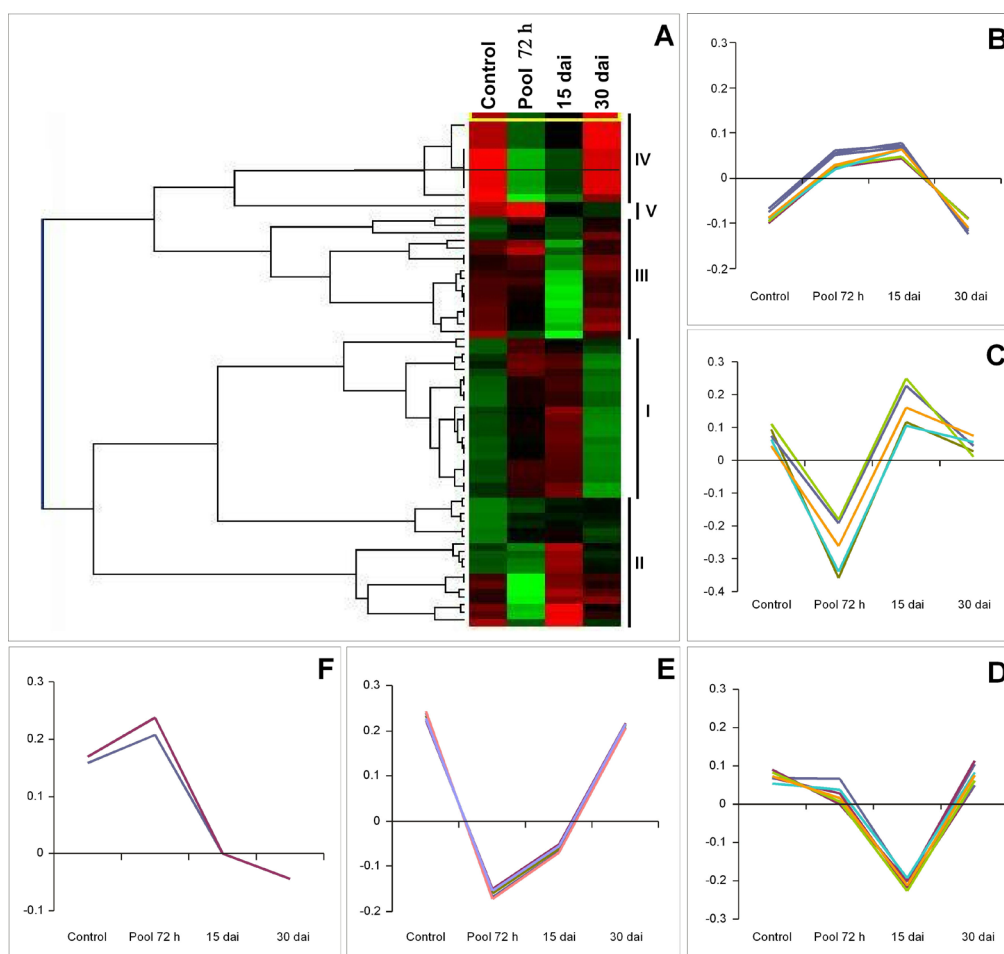 A
Control
Pool 72 h
15 dai
30 dai
IV
V
III
I
II
B
0.3
0.2
0.1
0
-0.1
-0.2
Control Pool 72 h 15 dai 30 dai
C
0.3
0.2
0.1
0
-0.1
-0.2
-0.3
-0.4
Control Pool 72 h 15 dai 30 dai
F
0.3
0.2
0.1
0
-0.1
Control Pool 72 h 15 dai 30 dai
E
0.3
0.2
0.1
0
-0.1
-0.2
Control Pool 72 h 15 dai 30 dai
D
0.3
0.2
0.1
0
-0.1
-0.2
-0.3
Control Pool 72 h 15 dai 30 dai